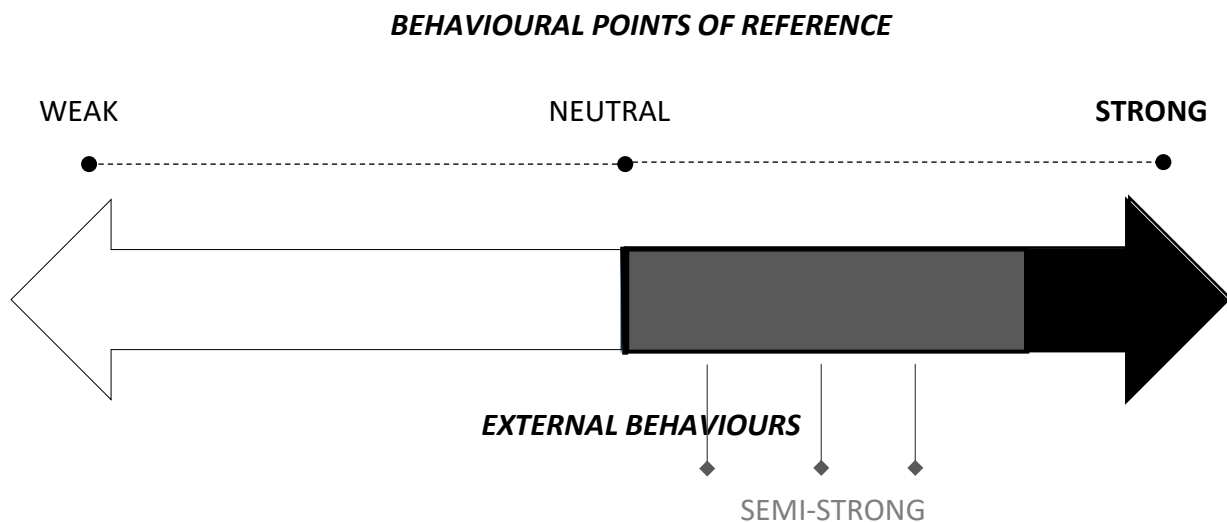 BEHAVIOURAL POINTS OF REFERENCE
WEAK NEUTRAL STRONG
EXTERNAL BEHAVIOURS
SEMI-STRONG